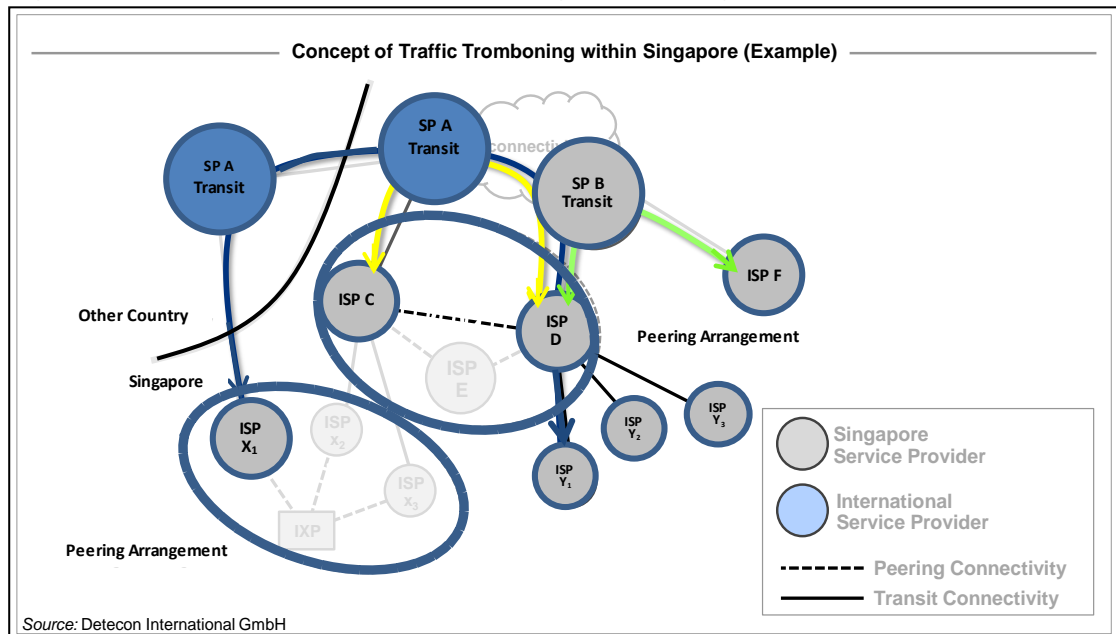 Concept of Traffic Tromboning within Singapore (Example)
SP A
Transit
SP A
Transit
connectivi
SP B
Transit
ISP F
ISP C
ISP
D
Other Country
Peering Arrangement
Singapore
ISP
E
ISP
X1
ISP
x2
ISP
Y2
ISP
Y3
ISP
x3
ISP
Y1
IXP
Peering Arrangement
Singapore
Service Provider
International
Service Provider
Peering Connectivity
Transit Connectivity
Source: Detecon International GmbH